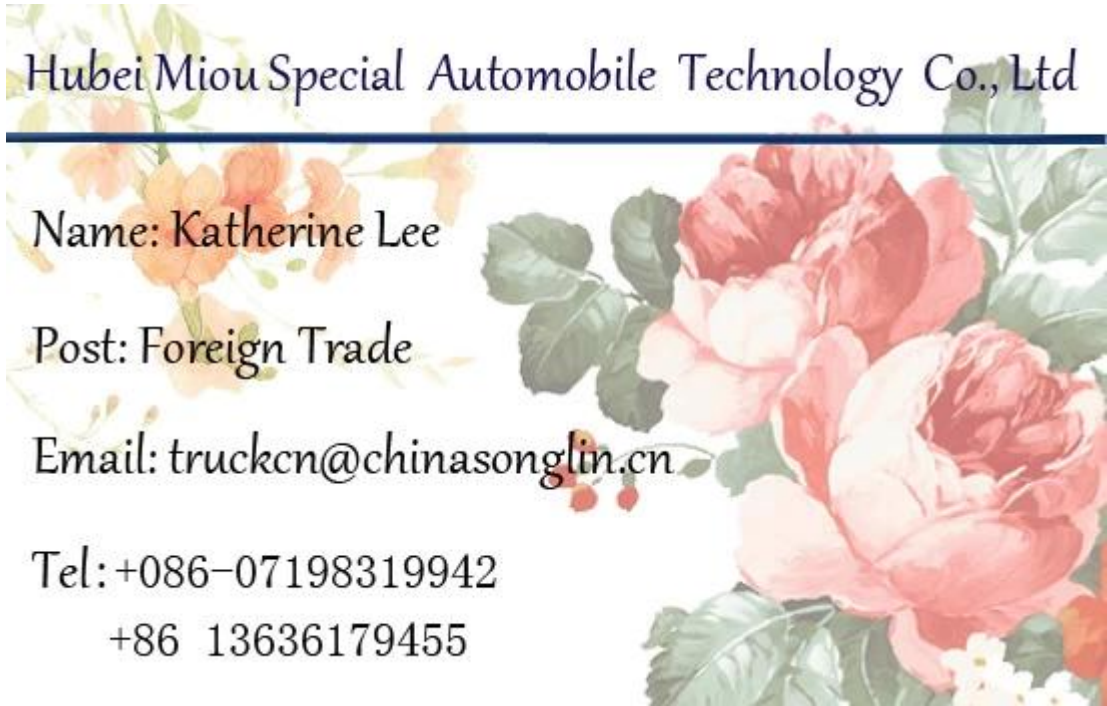 Hubei Miou Special Automobile Technology Co., Ltd
Name: Katherine Lee
Post: Foreign Trade
Email: truckcn@chinasonglin.cn
Tel: +086-07198319942
+86 13636179455